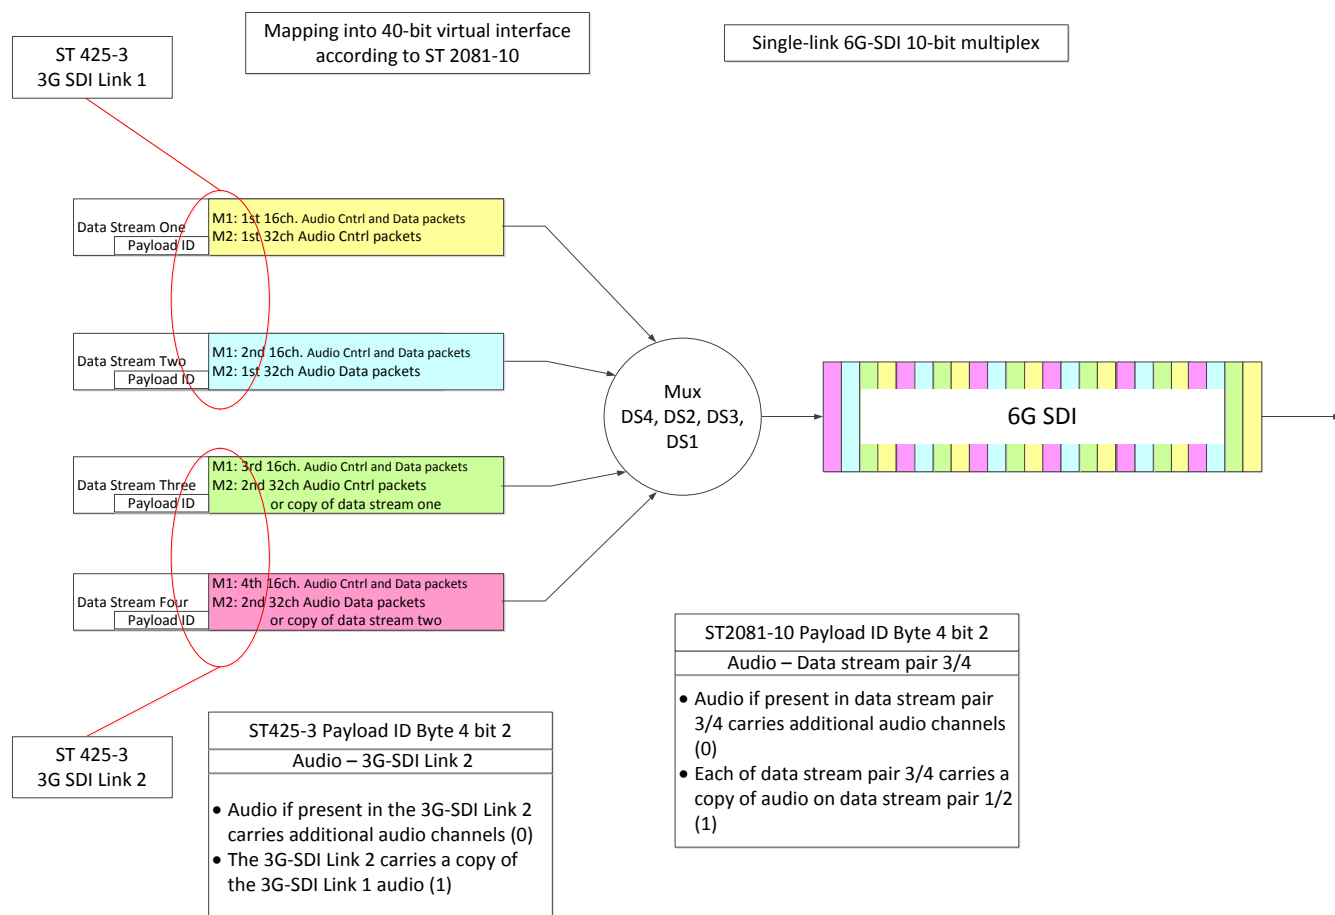 ST 425-3
3G SDI Link 1
Mapping into 40-bit virtual interface
according to ST 2081-10
Single-link 6G-SDI 10-bit multiplex
Data Stream One
Payload ID
M1: 1st 16ch. Audio Cntrl and Data packets
M2: 1st 32ch Audio Cntrl packets
Data Stream Two
Payload ID
M1: 2nd 16ch. Audio Cntrl and Data packets
M2: 1st 32ch Audio Data packets
Data Stream Three
Payload ID
M1: 3rd 16ch. Audio Cntrl and Data packets
M2: 2nd 32ch Audio Cntrl packets
or copy of data stream one
Data Stream Four
Payload ID
M1: 4th 16ch. Audio Cntrl and Data packets
M2: 2nd 32ch Audio Data packets
or copy of data stream two
Mux
DS4, DS2, DS3,
DS1
6G SDI
ST 425-3
3G SDI Link 2
ST425-3 Payload ID Byte 4 bit 2
Audio – 3G-SDI Link 2
• Audio if present in the 3G-SDI Link 2
carries additional audio channels (0)
• The 3G-SDI Link 2 carries a copy of
the 3G-SDI Link 1 audio (1)
ST2081-10 Payload ID Byte 4 bit 2
Audio – Data stream pair 3/4
• Audio if present in data stream pair
3/4 carries additional audio channels
(0)
• Each of data stream pair 3/4 carries a
copy of audio on data stream pair 1/2
(1)